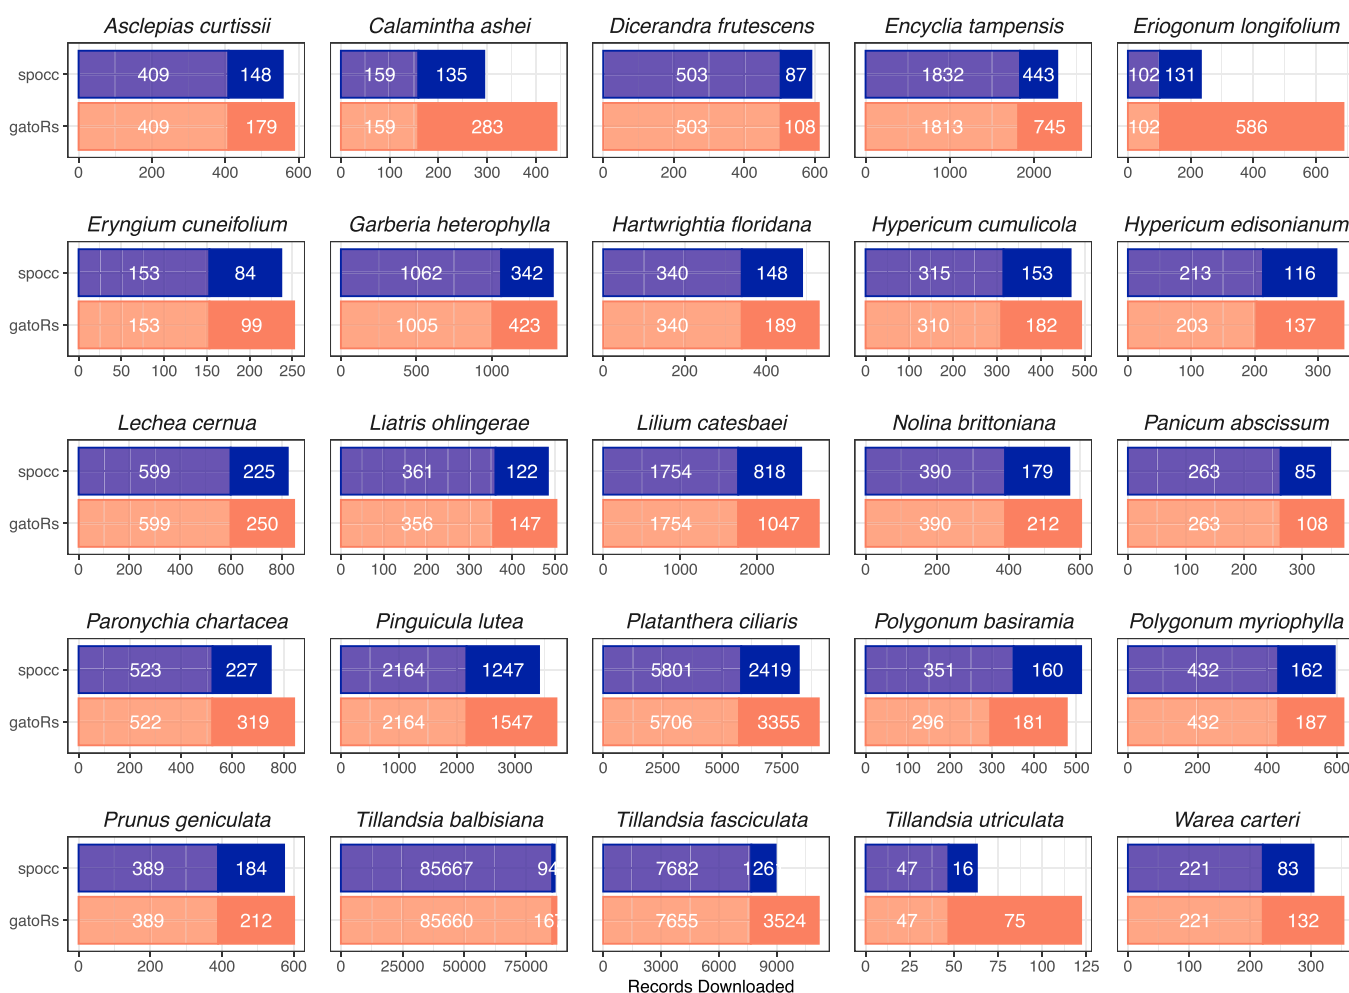 Asclepias curtissii Calamintha ashei Dicerandra frutescens Encyclia tampensis Eriogonum longifolium
spocc 409 148 159 135 503 87 1832 443 102 131
gatoRs 409 179 159 283 503 108 1813 745 102 586
0 200 400 600 0 100 200 300 400 0 200 400 600 0 1000 2000 0 200 400 600
Eryngium cuneifolium Garberia heterophylla Hartwrightia floridana Hypericum cumulicola Hypericum edisonianum
spocc 153 84 1062 342 340 148 315 153 213 116
gatoRs 153 99 1005 423 340 189 310 182 203 137
0 50 100 150 200 250 0 500 1000 0 200 400 0 100 200 300 400 500 0 100 200 300
Lechea cernua Liatris ohlingerae Lilium catesbaei Nolina brittoniana Panicum abscissum
spocc 599 225 361 122 1754 818 390 179 263 85
gatoRs 599 250 356 147 1754 1047 390 212 263 108
0 200 400 600 800 0 100 200 300 400 500 0 1000 2000 0 200 400 600 0 100 200 300
Paronychia chartacea Pinguicula lutea Platanthera ciliaris Polygonum basiramia Polygonum myriophylla
spocc 523 227 2164 1247 5801 2419 351 160 432 162
gatoRs 522 319 2164 1547 5706 3355 296 181 432 187
0 200 400 600 800 0 1000 2000 3000 0 2500 5000 7500 0 100 200 300 400 500 0 200 400 600
Prunus geniculata Tillandsia balbisiana Tillandsia fasciculata Tillandsia utriculata Warea carteri
spocc 389 184 85667 7682 47 16 221 83
gatoRs 389 212 85660 7655 3524 47 75 221 132
0 200 400 600 0 25000 50000 75000 0 3000 6000 9000 0 25 50 75 100 125 0 100 200 300
Records Downloaded